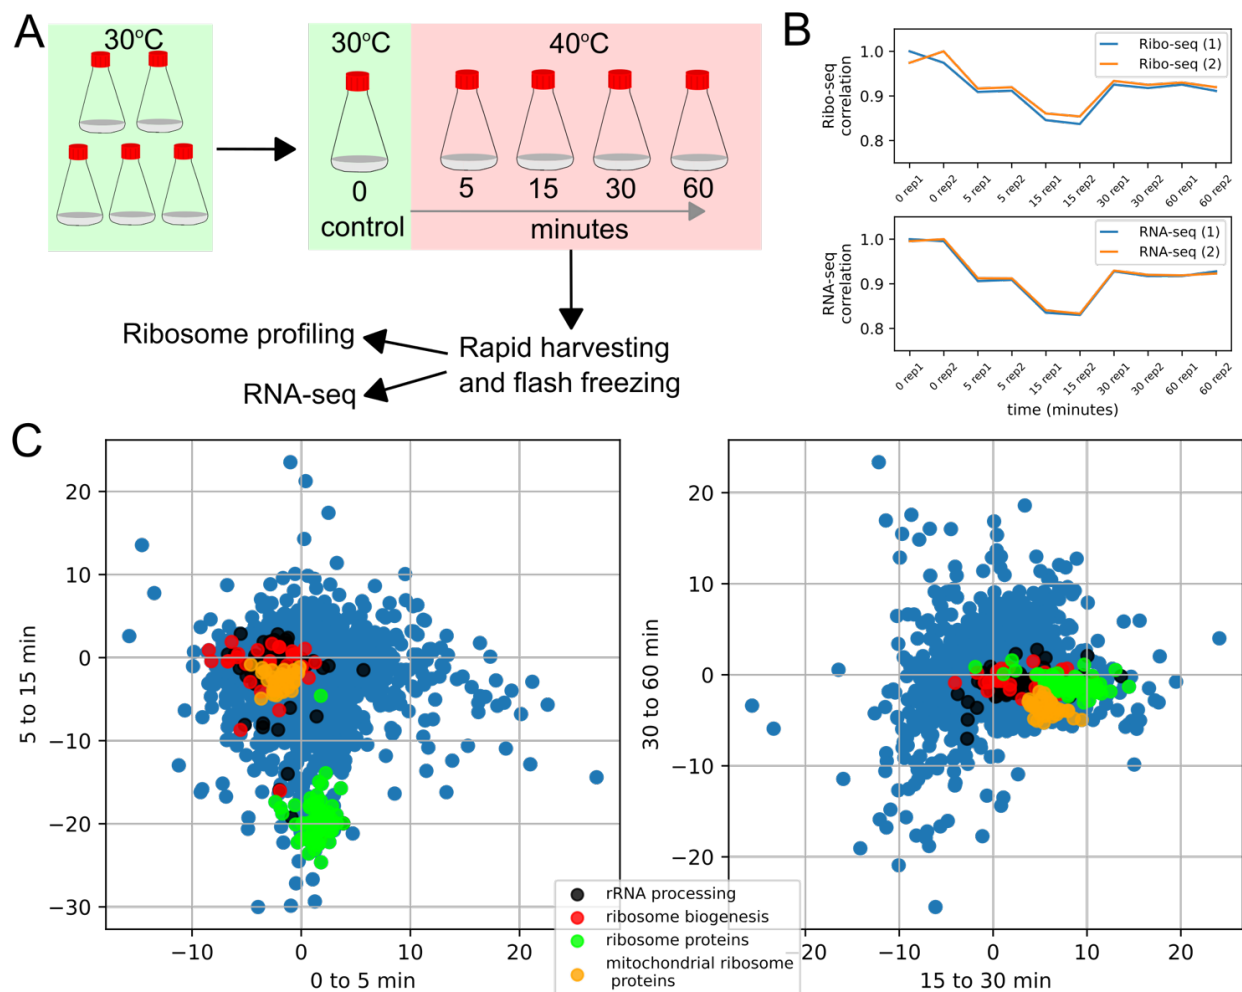 A
30°C
30°C
40°C
0
5
15
30
60
control
minutes
Ribosome profiling
Rapid harvesting
and flash freezing
RNA-seq
B
Ribo-seq
correlation
1.0
0.9
0.8
Ribo-seq (1)
Ribo-seq (2)
0 rep1
0 rep2
5 rep1
5 rep2
15 rep1
15 rep2
30 rep1
30 rep2
60 rep1
60 rep2
RNA-seq
correlation
1.0
0.9
0.8
RNA-seq (1)
RNA-seq (2)
0 rep1
0 rep2
5 rep1
5 rep2
15 rep1
15 rep2
30 rep1
30 rep2
60 rep1
60 rep2
time (minutes)
C
5 to 15 min
20
10
0
−10
−20
−30
−10
0
10
20
0 to 5 min
30 to 60 min
20
10
0
−10
−20
−10
0
10
20
15 to 30 min
rRNA processing
ribosome biogenesis
ribosome proteins
mitochondrial ribosome
proteins